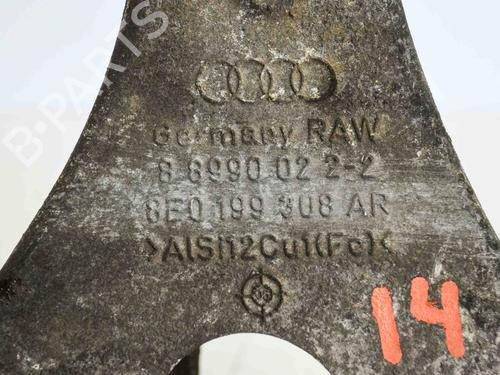 B-PARTS
Germany RAW
8 8990 02 2-2
8E0 199 308 AR
>AlSi12Cu1(Fe)<
14